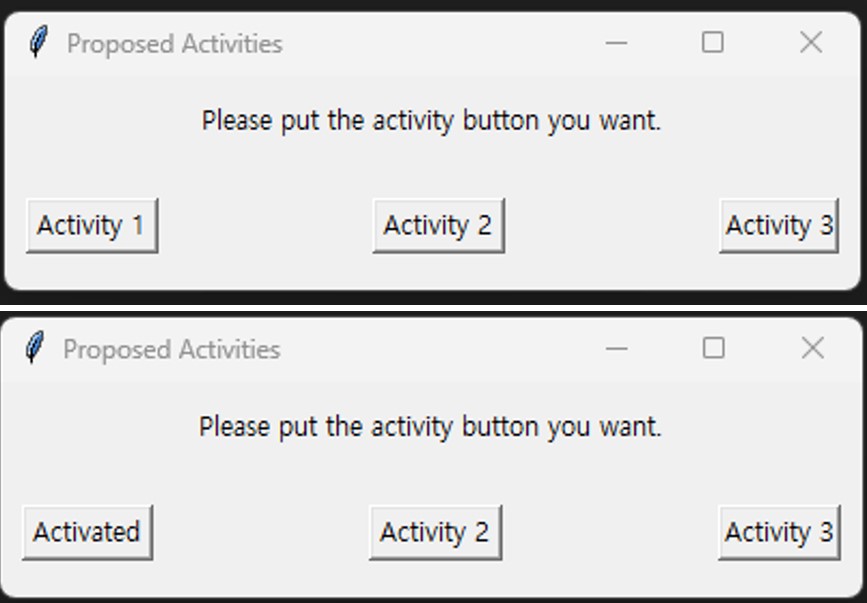 Proposed Activities
Please put the activity button you want.
Activity 1 Activity 2 Activity 3
Proposed Activities
Please put the activity button you want.
Activated Activity 2 Activity 3